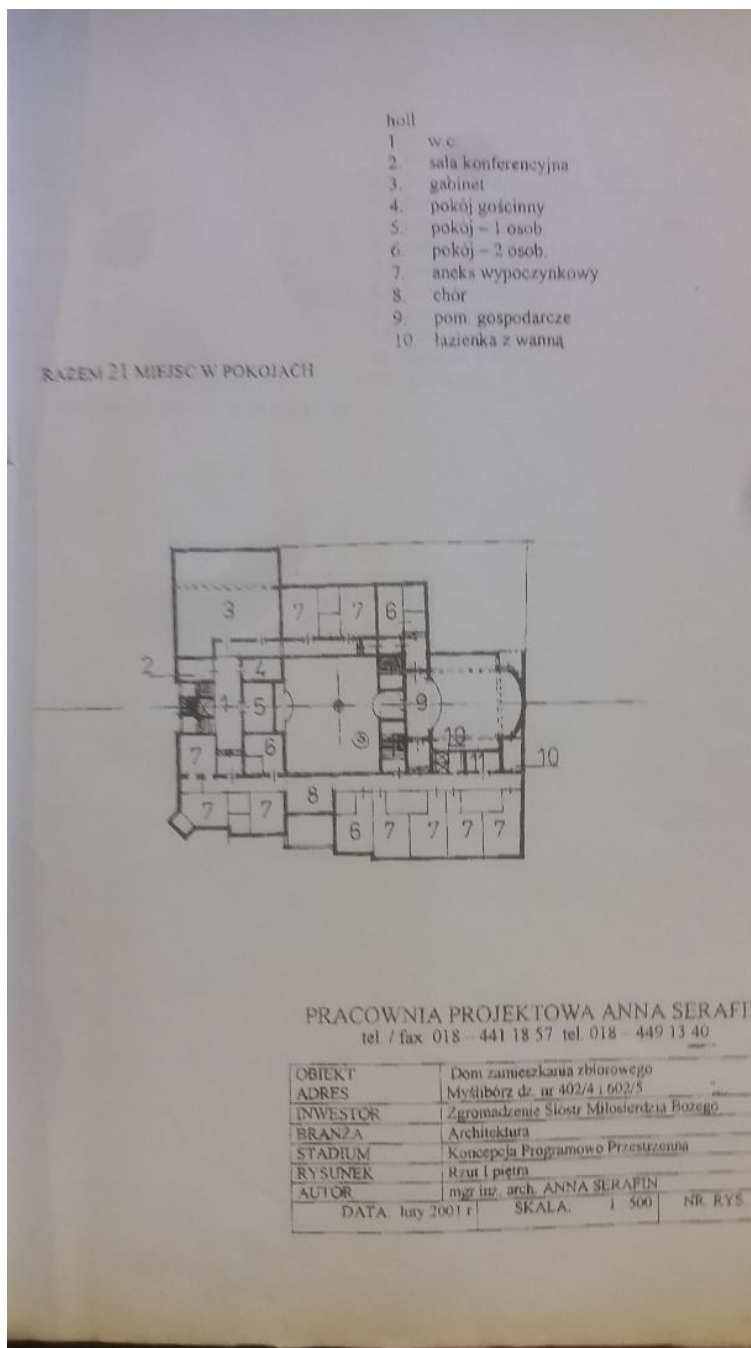 holl
1 w.c.
2. sala konferencyjna
3. gabinet
4. pokój gościnny
5. pokój – 1 osob
6. pokój – 2 osob.
7. aneks wypoczynkowy
8. chór
9. pom. gospodarcze
10. łazienka z wanną
RAZEM 21 MIEJSC W POKOJACH
3 7 7 6
2 4
1 5 9
7 6 8 10 11 10
7 7 8 6 7 7 7 7
PRACOWNIA PROJEKTOWA ANNA SERAFI
tel. / fax 018 – 441 18 57 tel. 018 – 449 13 40
OBIEKT Dom zamieszkania zbiorowego
ADRES Myślibórz dz. nr 402/4 i 602/5
INWESTOR Zgromadzenie Sióstr Miłosierdzia Bożego
BRANŻA Architektura
STADIUM Koncepcja Programowo Przestrzenna
RYSUNEK Rzut I piętra
AUTOR mgr inż. arch. ANNA SERAFIN
DATA luty 2001 r SKALA: 1 500 NR RYS